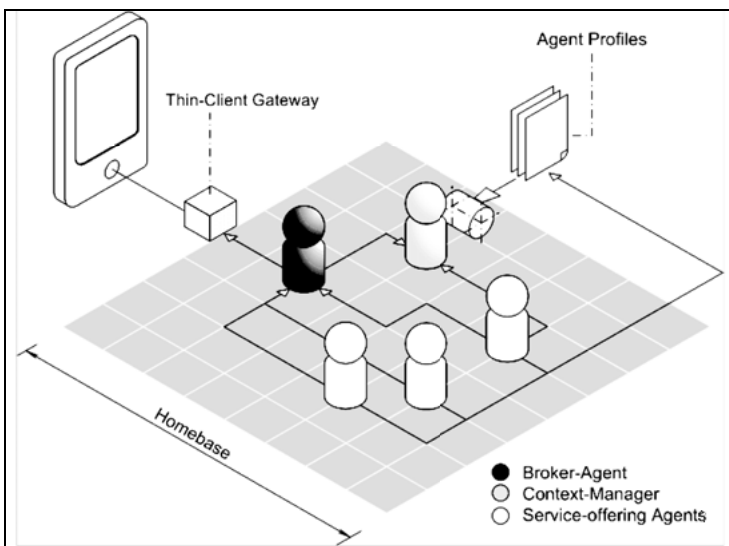 Agent Profiles
Thin-Client Gateway
Homebase
Broker-Agent
Context-Manager
Service-offering Agents